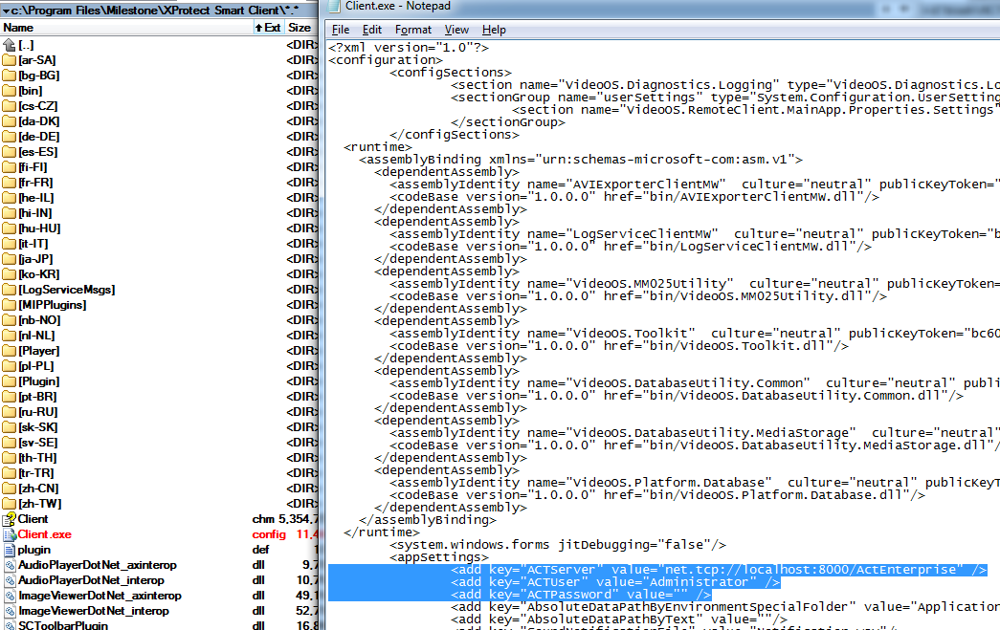 c:\Program Files\Milestone\XProtect Smart Client\*.*
Name Ext Size
[..] <DIR>
[ar-SA] <DIR>
[bg-BG] <DIR>
[bin] <DIR>
[cs-CZ] <DIR>
[da-DK] <DIR>
[de-DE] <DIR>
[es-ES] <DIR>
[fi-FI] <DIR>
[fr-FR] <DIR>
[he-IL] <DIR>
[hi-IN] <DIR>
[hu-HU] <DIR>
[it-IT] <DIR>
[ja-JP] <DIR>
[ko-KR] <DIR>
[LogServiceMsgs] <DIR>
[MIPPlugins] <DIR>
[nb-NO] <DIR>
[nl-NL] <DIR>
[Player] <DIR>
[pl-PL] <DIR>
[Plugin] <DIR>
[pt-BR] <DIR>
[ru-RU] <DIR>
[sk-SK] <DIR>
[sv-SE] <DIR>
[th-TH] <DIR>
[tr-TR] <DIR>
[zh-CN] <DIR>
[zh-TW] <DIR>
Client chm 5,354,7
Client.exe config 11,4
plugin def 1
AudioPlayerDotNet_axinterop dll 9,7
AudioPlayerDotNet_interop dll 10,7
ImageViewerDotNet_axinterop dll 49,1
ImageViewerDotNet_interop dll 52,7
SCToolbarPlugin dll 16,8
Client.exe - Notepad
File Edit Format View Help
<?xml version="1.0"?>
<configuration>
<configSections>
<section name="VideoOS.Diagnostics.Logging" type="VideoOS.Diagnostics.Lo
<sectionGroup name="userSettings" type="System.Configuration.UserSetting
<section name="VideoOS.RemoteClient.MainApp.Properties.Settings"
</sectionGroup>
</configSections>
<runtime>
<assemblyBinding xmlns="urn:schemas-microsoft-com:asm.v1">
<dependentAssembly>
<assemblyIdentity name="AVIExporterClientMW"  culture="neutral" publicKeyToken="
<codeBase version="1.0.0.0" href="bin/AVIExporterClientMW.dll"/>
</dependentAssembly>
<dependentAssembly>
<assemblyIdentity name="LogServiceClientMW"  culture="neutral" publicKeyToken="b
<codeBase version="1.0.0.0" href="bin/LogServiceClientMW.dll"/>
</dependentAssembly>
<dependentAssembly>
<assemblyIdentity name="VideoOS.MM025Utility"  culture="neutral" publicKeyToken=
<codeBase version="1.0.0.0" href="bin/VideoOS.MM025Utility.dll"/>
</dependentAssembly>
<dependentAssembly>
<assemblyIdentity name="VideoOS.Toolkit"  culture="neutral" publicKeyToken="bc60
<codeBase version="1.0.0.0" href="bin/VideoOS.Toolkit.dll"/>
</dependentAssembly>
<dependentAssembly>
<assemblyIdentity name="VideoOS.DatabaseUtility.Common"  culture="neutral" publi
<codeBase version="1.0.0.0" href="bin/VideoOS.DatabaseUtility.Common.dll"/>
</dependentAssembly>
<dependentAssembly>
<assemblyIdentity name="VideoOS.DatabaseUtility.MediaStorage"  culture="neutral"
<codeBase version="1.0.0.0" href="bin/VideoOS.DatabaseUtility.MediaStorage.dll"/
</dependentAssembly>
<dependentAssembly>
<assemblyIdentity name="VideoOS.Platform.Database"  culture="neutral" publicKeyT
<codeBase version="1.0.0.0" href="bin/VideoOS.Platform.Database.dll"/>
</dependentAssembly>
</assemblyBinding>
</runtime>
<system.windows.forms jitDebugging="false"/>
<appSettings>
<add key="ACTServer" value="net.tcp://localhost:8000/ActEnterprise" />
<add key="ACTUser" value="Administrator" />
<add key="ACTPassword" value="" />
<add key="AbsoluteDataPathByEnvironmentSpecialFolder" value="Application
<add key="AbsoluteDataPathByText" value=""/>